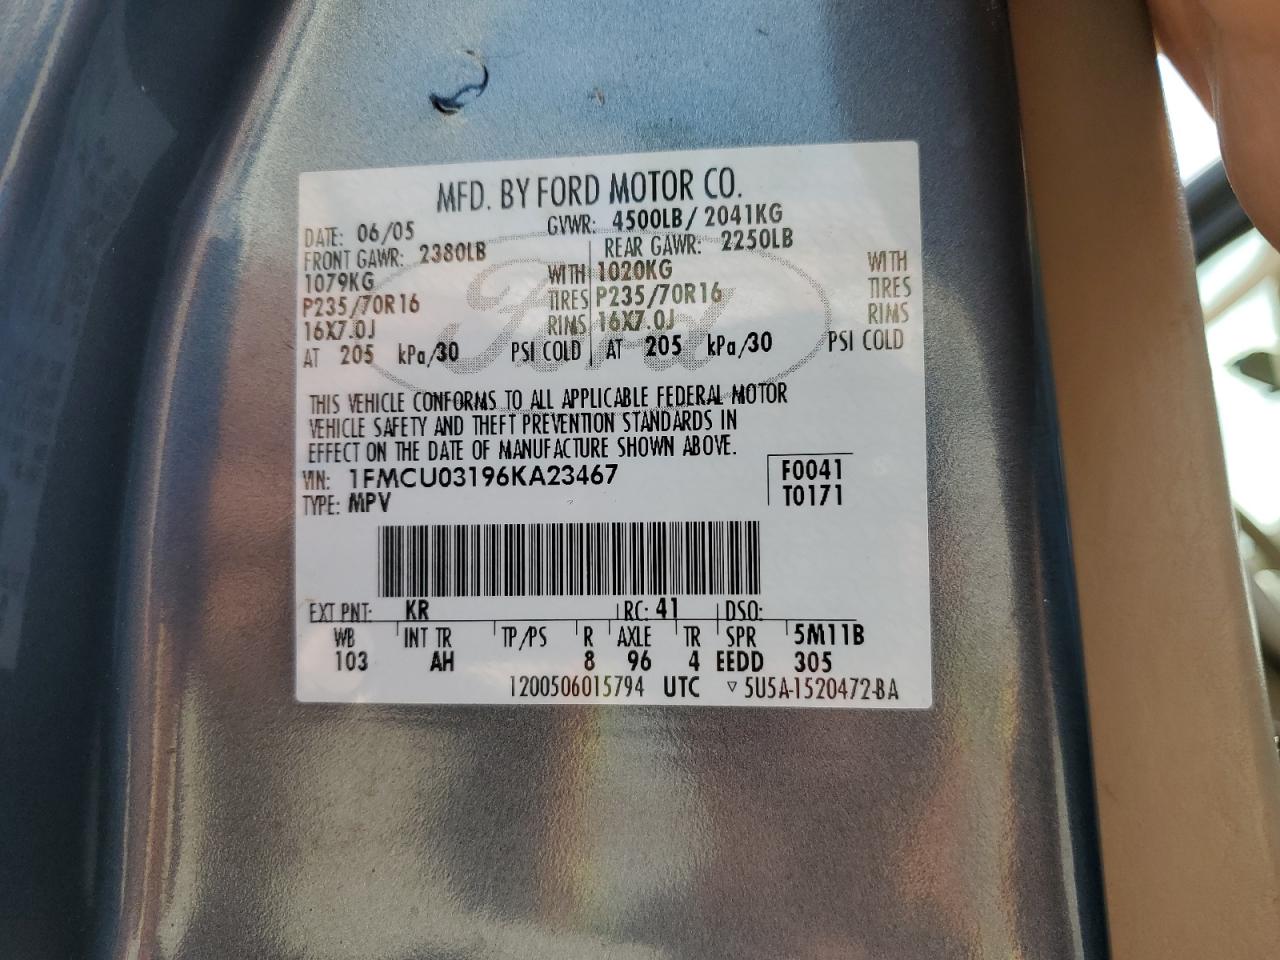 MFD. BY FORD MOTOR CO.
DATE: 06/05 GVWR: 4500LB/ 2041KG
FRONT GAWR: 2380LB REAR GAWR: 2250LB
1079KG WITH 1020KG WITH
P235/70R16 TIRES P235/70R16 TIRES
16X7.0J RIMS 16X7.0J RIMS
AT 205 kPa/30 PSI COLD AT 205 kPa/30 PSI COLD
Ford
THIS VEHICLE CONFORMS TO ALL APPLICABLE FEDERAL MOTOR
VEHICLE SAFETY AND THEFT PREVENTION STANDARDS IN
EFFECT ON THE DATE OF MANUFACTURE SHOWN ABOVE.
VIN: 1FMCU03196KA23467 F0041
TYPE: MPV T0171
EXT PNT: KR RC: 41 DSO:
WB INT TR TP/PS R AXLE TR SPR 5M11B
103 AH 8 96 4 EEDD 305
1200506015794 UTC ▽ 5U5A-1520472-BA